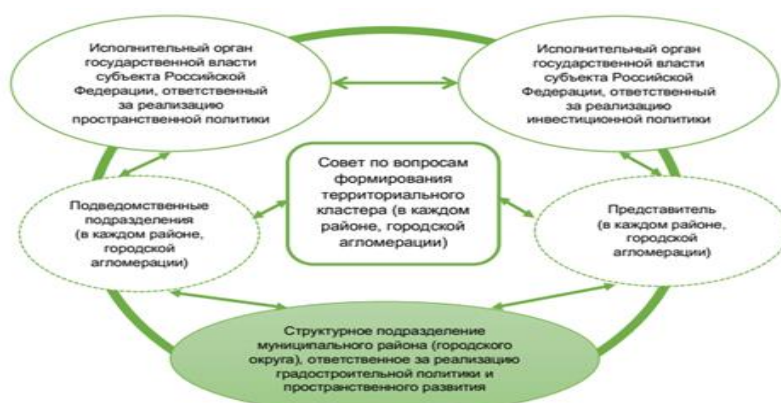 Исполнительный орган
государственной власти
субъекта Российской
Федерации, ответственный
за реализацию
пространственной политики
Исполнительный орган
государственной власти
субъекта Российской
Федерации, ответственный
за реализацию
инвестиционной политики
Совет по вопросам
формирования
территориального
кластера (в каждом
районе, городской
агломерации)
Подведомственные
подразделения
(в каждом районе,
городской
агломерации)
Представитель
(в каждом районе,
городской
агломерации)
Структурное подразделение
муниципального района (городского
округа), ответственное за реализацию
градостроительной политики и
пространственного развития